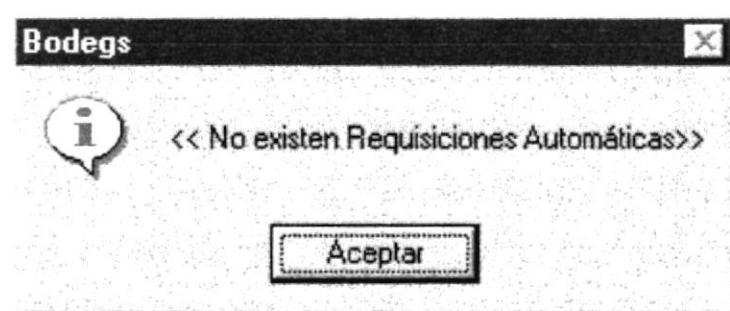 Bodegs
<< No existen Requisiciones Automáticas>>
Aceptar